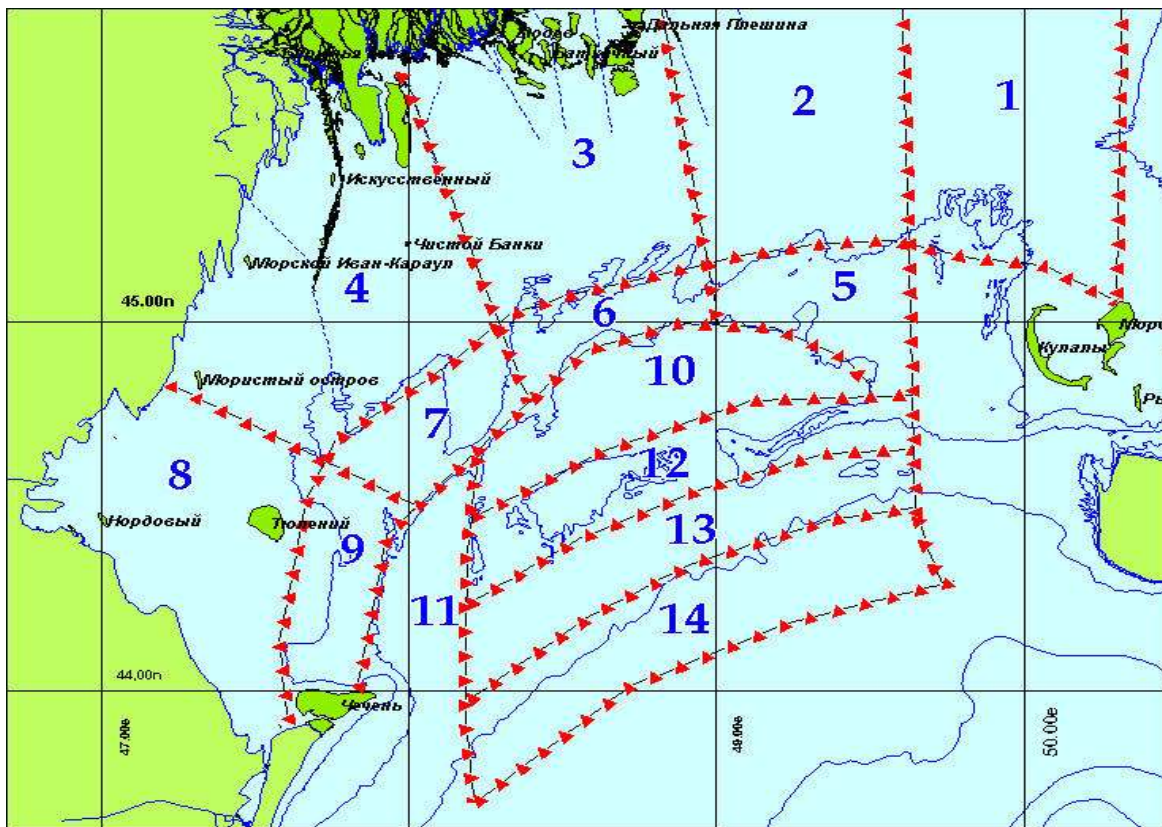 Дальняя Плешина
2
1
3
Искусственный
Чистой Банки
Морской Иван-Караул
4
5
45.00n
6
Кулалы
10
Мористый остров
7
12
8
Нордовый
Тюлений
13
9
11
14
44,00n
Чечень
47.00e
49.00e
50.00e